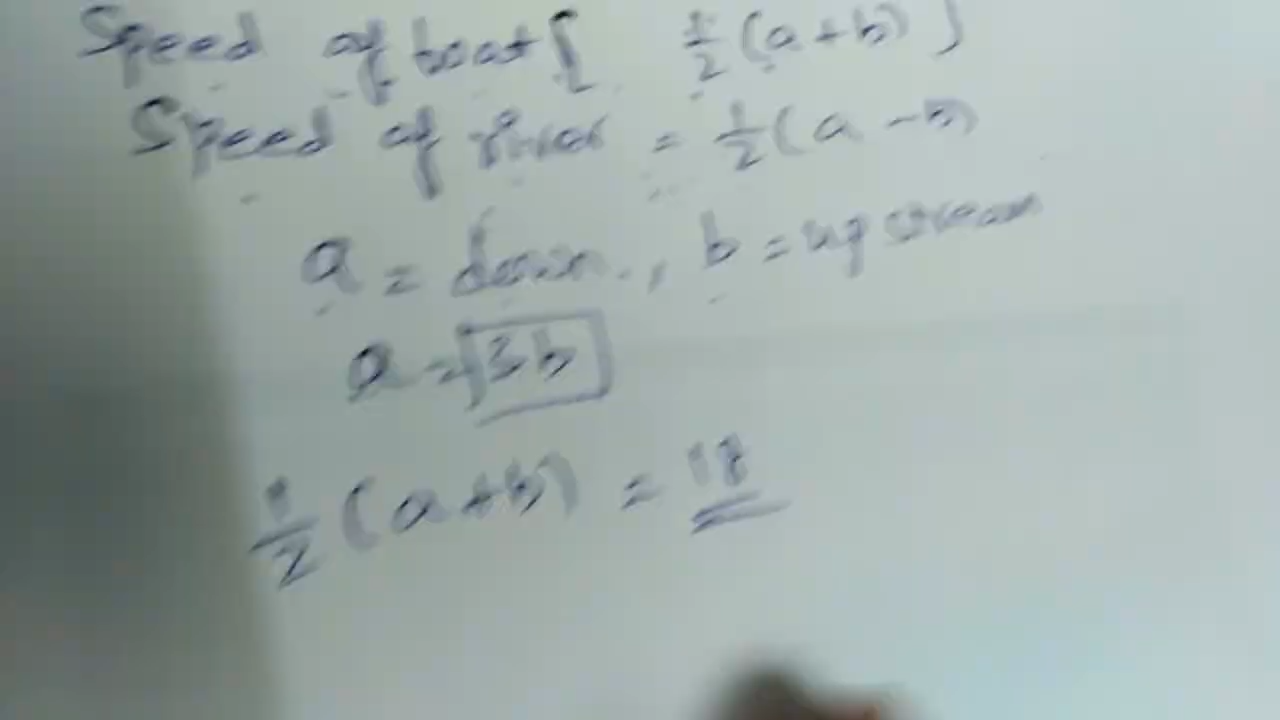 Speed of boat { 1/2 (a+b) }
Speed of river = 1/2 (a-b)
a = down., b = up stream
a = 3b
1/2 (a+b) = 18